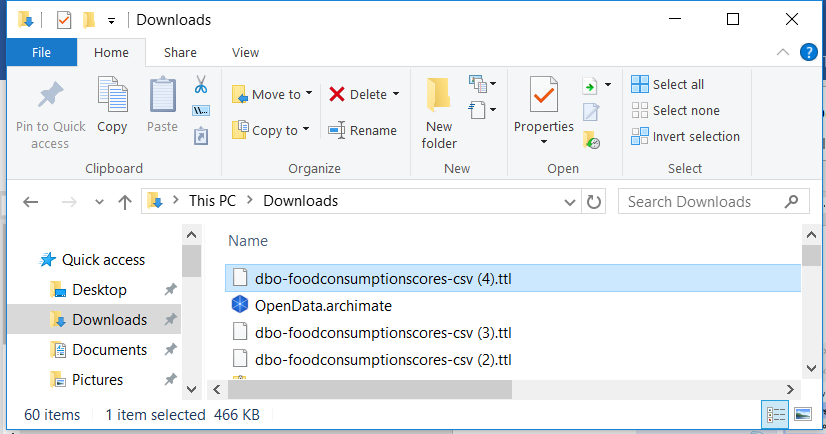 Downloads
File Home Share View
Pin to Quick access
Copy
Paste
Move to
Copy to
Delete
Rename
New folder
Properties
Select all
Select none
Invert selection
Clipboard Organize New Open Select
This PC Downloads
Search Downloads
Quick access
Desktop
Downloads
Documents
Pictures
Name
dbo-foodconsumptionscores-csv (4).ttl
OpenData.archimate
dbo-foodconsumptionscores-csv (3).ttl
dbo-foodconsumptionscores-csv (2).ttl
60 items 1 item selected 466 KB